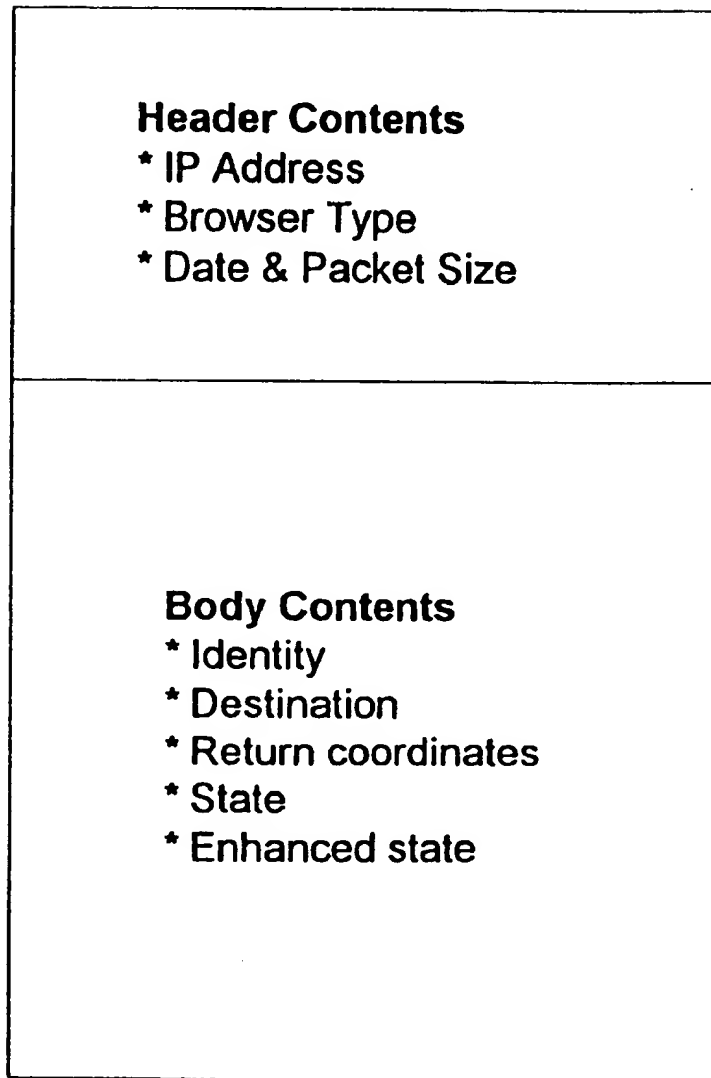 Header Contents
* IP Address
* Browser Type
* Date & Packet Size
Body Contents
* Identity
* Destination
* Return coordinates
* State
* Enhanced state